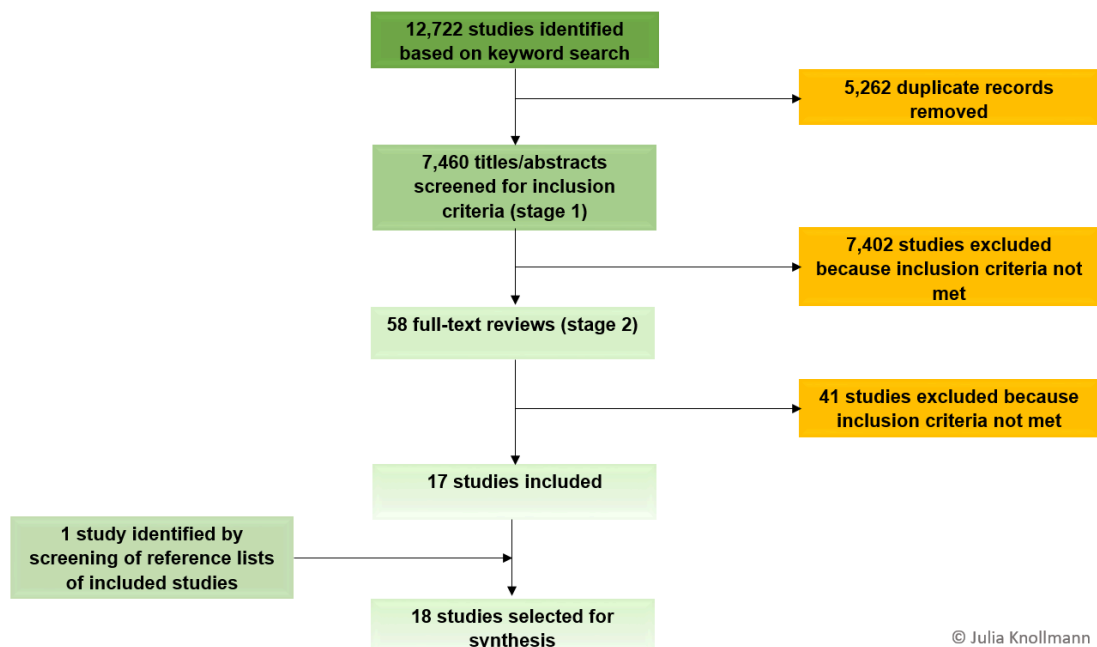 12,722 studies identified
based on keyword search
5,262 duplicate records
removed
7,460 titles/abstracts
screened for inclusion
criteria (stage 1)
7,402 studies excluded
because inclusion criteria not
met
58 full-text reviews (stage 2)
41 studies excluded because
inclusion criteria not met
17 studies included
1 study identified by
screening of reference lists
of included studies
18 studies selected for
synthesis
© Julia Knollmann